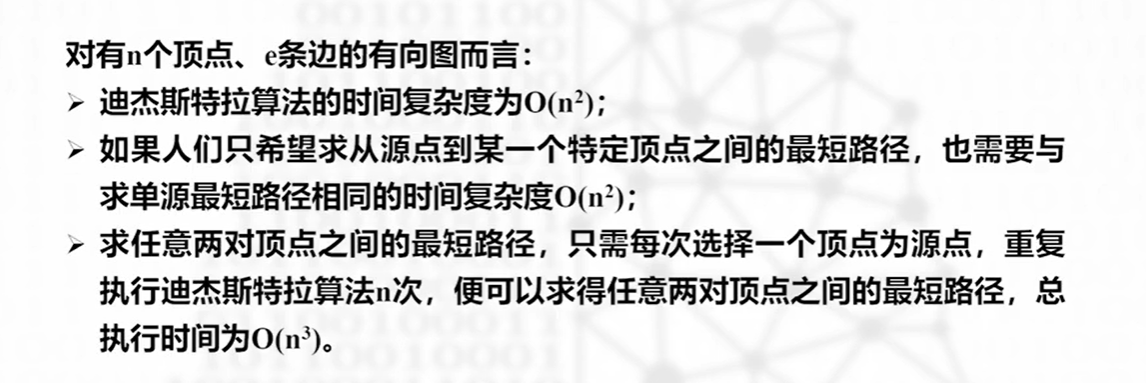 对有n个顶点、e条边的有向图而言：
➢ 迪杰斯特拉算法的时间复杂度为O(n²)；
➢ 如果人们只希望求从源点到某一个特定顶点之间的最短路径，也需要与
求单源最短路径相同的时间复杂度O(n²)；
➢ 求任意两对顶点之间的最短路径，只需每次选择一个顶点为源点，重复
执行迪杰斯特拉算法n次，便可以求得任意两对顶点之间的最短路径，总
执行时间为O(n³)。